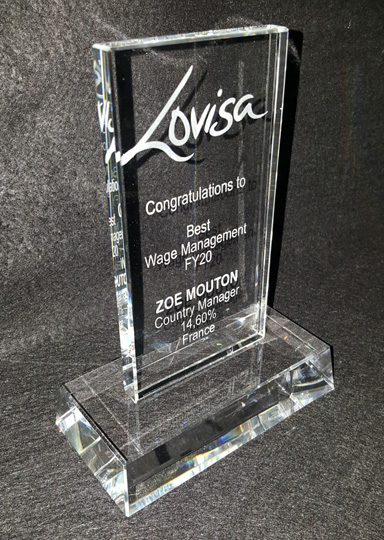 Lovisa
Congratulations to
Best
Wage Management
FY20
ZOE MOUTON
Country Manager
14,60%
France